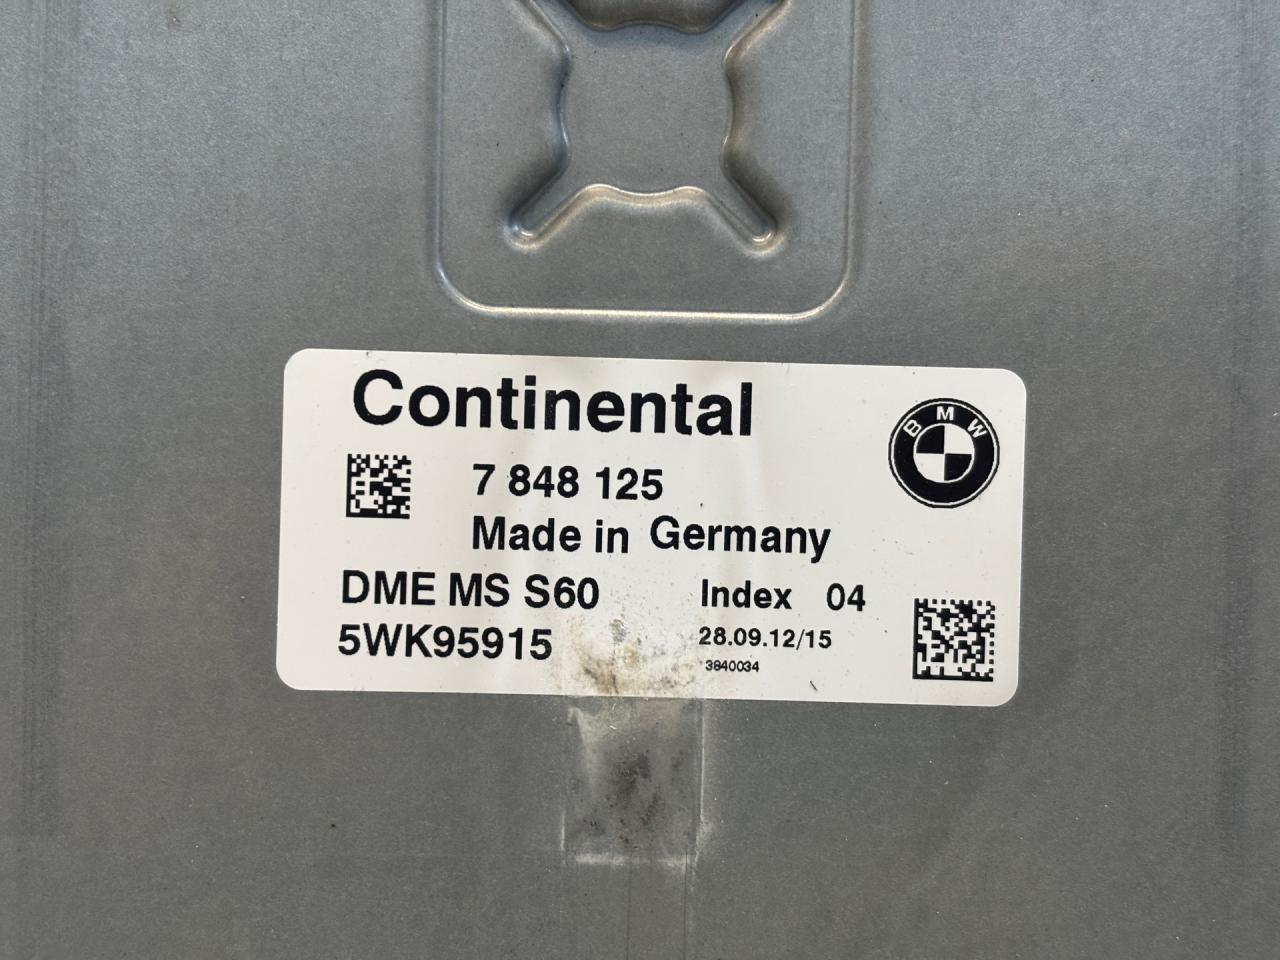 Continental
BMW
7 848 125
Made in Germany
DME MS S60
Index 04
5WK95915
28.09.12/15
3840034